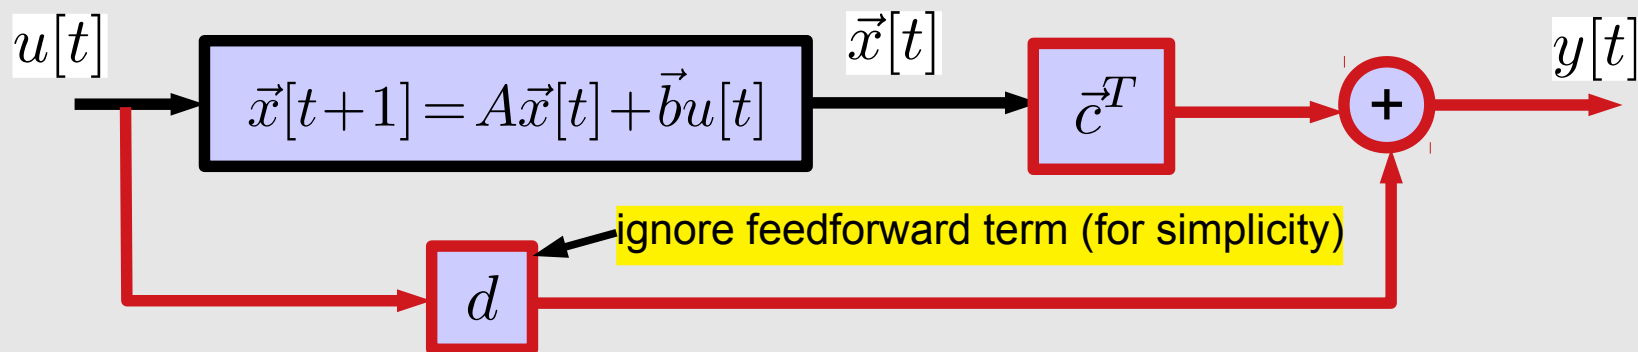 u[t]
x⃗[t+1]=Ax⃗[t]+b⃗u[t]
x⃗[t]
c⃗ᵀ
+
y[t]
ignore feedforward term (for simplicity)
d